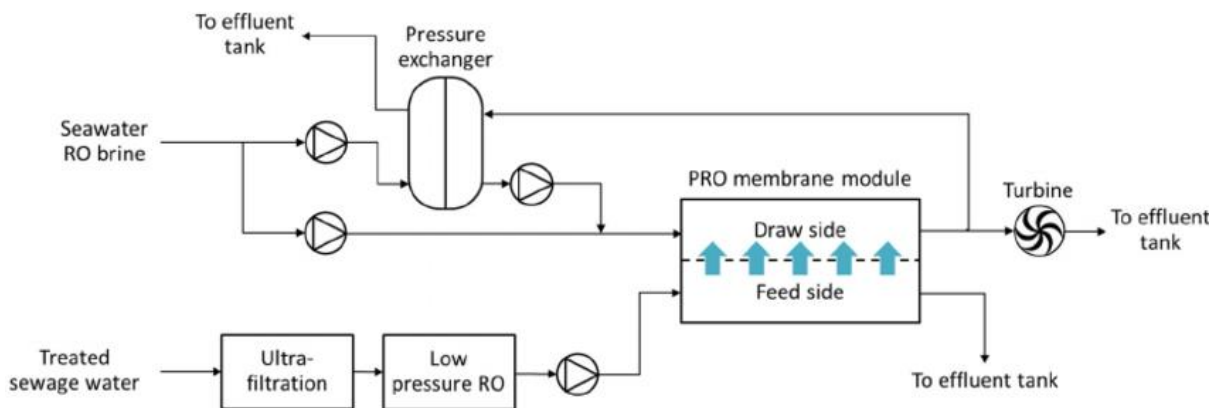 To effluent
tank
Pressure
exchanger
Seawater
RO brine
PRO membrane module
Turbine
Draw side
To effluent
tank
Feed side
Treated
sewage water
Ultra-
filtration
Low
pressure RO
To effluent tank